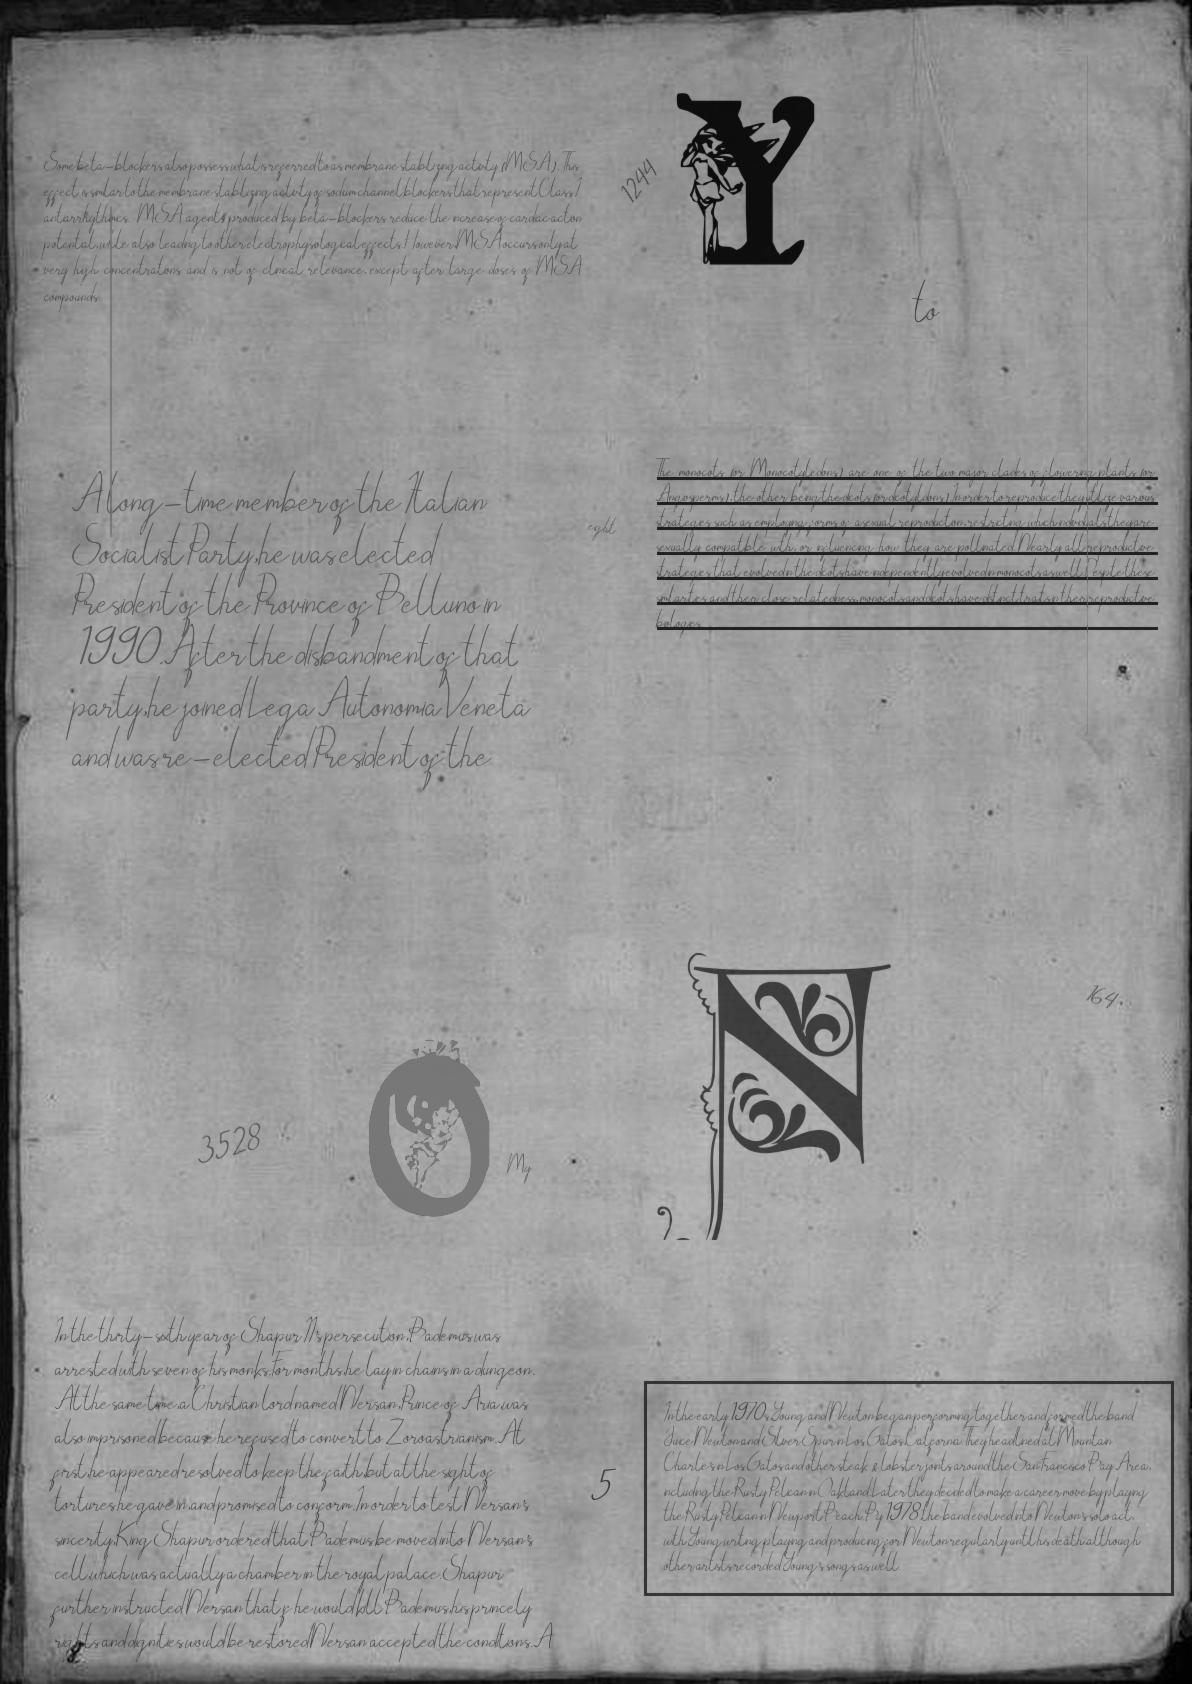 Some beta-blockers also possess what is referred to as membrane stabilizing activity (MSA). This
effect is similar to the membrane stabilizing activity of sodium channel blockers that represent Class I
antiarrhythmics. MSA agents produced by beta-blockers reduce the increase of cardiac action
potential, while also leading to other electrophysiological effects. However, MSA occurs only at
very high concentrations and is not of clinical relevance, except after large doses of MSA
compounds.
1244
Y
to
A long-time member of the Italian
Socialist Party, he was elected
President of the Province of Belluno in
1990. After the disbandment of that
party, he joined Lega Autonomia Veneta
and was re-elected President of the
eight
The monocots (or Monocotyledons) are one of the two major clades of flowering plants (or
Angiosperms), the other being the dicots (or dicotyledons). In order to reproduce they utilize various
strategies such as employing forms of asexual reproduction, restricting which individuals they are
sexually compatible with, or influencing how they are pollinated. Nearly all reproductive
strategies that evolved in the dicots have independently evolved in monocots as well. Despite these
similarities and their close relatedness, monocots and dicots have distinct traits in their reproductive
biologies.
3528
O
My
N
164.
In the thirty-sixth year of Shapur II's persecution, Bademus was
arrested with seven of his monks. For months, he lay in chains in a dungeon.
At the same time, a Christian lord named Nersan, Prince of Aria was
also imprisoned because he refused to convert to Zoroastrianism. At
first he appeared resolved to keep the faith, but at the sight of
tortures he gave in and promised to conform. In order to test Nersan's
sincerity, King Shapur ordered that Bademus be moved into Nersan's
cell, which was actually a chamber in the royal palace. Shapur
further instructed Nersan that if he would kill Bademus, his princely
rights and dignities would be restored. Nersan accepted the conditions. A
5
In the early 1970s, Young and Newton began performing together and formed the band
Juice Newton and Silver Spur in Los Gatos California. They headlined at Mountain
Charles in Los Gatos and other steak & lobster joints around the San Francisco Bay Area,
including the Rusty Pelican in Oakland. Later they decided to make a career move by playing
the Rusty Pelican in Newport Beach. By 1978 the band evolved into Newton's solo act,
with Young writing, playing and producing for Newton regularly until his death although
other artists recorded Young's songs as well.
8